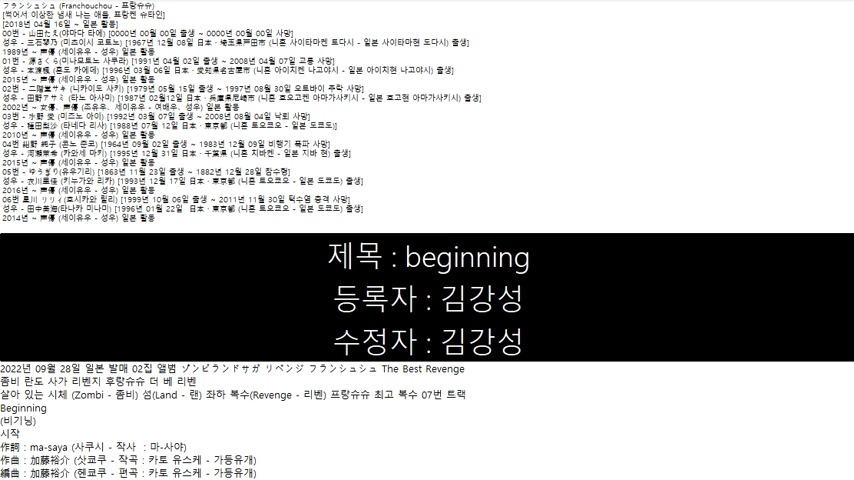 フランシュシュ (Franchouchou - 프랑슈슈)
[썩어서 이상한 냄새 나는 애들, 프랑켄 슈타인]
[2018년 04월 16일 ~ 일본 활동]
00번 - 山田たえ(야마다 타에) [0000년 00월 00일 출생 ~ 0000년 00월 00일 사망]
성우 - 三石琴乃 (미츠이시 코토노) [1967년 12월 08일 日本・埼玉県戸田市 (니혼 사이타마켄 토다시 - 일본 사이타마현 도다시) 출생]
1989년 ~ 声優 (세이유우 - 성우) 일본 활동
01번 - 源さくら(미나모토노 사쿠라) [1991년 04월 02일 출생 ~ 2008년 04월 07일 교통 사망]
성우 - 本渡楓 (혼도 카에데) [1996년 03월 06일 日本・愛知県名古屋市 (니혼 아이치켄 나고야시 - 일본 아이치현 나고야시) 출생]
2015년 ~ 声優 (세이유우 - 성우) 일본 활동
02번 - 二階堂サキ (니카이도 사키) [1979년 05월 15일 출생 ~ 1997년 08월 30일 오토바이 추락 사망]
성우 - 田野アサミ (타노 아사미) [1987년 02월12일 日本・兵庫県尼崎市 (니혼 효고켄 아마가사키시 - 일본 효고현 아마가사키시) 출생]
2002년 ~ 女優、声優 (조유우、세이유우 - 여배우、성우) 일본 활동
03번 - 水野 愛 (미즈노 아이) [1992년 03월 07일 출생 ~ 2008년 08월 04일 낙뢰 사망]
성우 - 種田梨沙 (타네다 리사) [1988년 07월 12일 日本・東京都 (니혼 토오쿄오 - 일본 도쿄도)]
2010년 ~ 声優 (세이유우 - 성우) 일본 활동
04번 紺野 純子 (콘노 준코) [1964년 09월 02일 출생 ~ 1983년 12월 09일 비행기 폭파 사망]
성우 - 河瀬茉希 (카와세 마키) [1995년 12월 31일 日本・千葉県 (니혼 치바켄 - 일본 지바 현) 출생]
2015년 ~ 声優 (세이유우 - 성우) 일본 활동
05번 - ゆうぎり(유우기리) [1863년 11월 23일 출생 ~ 1882년 12월 28일 참수형]
성우 - 衣川里佳 (키누가와 리카) [1993년 12월 17일 日本・東京都 (니혼 토오쿄오 - 일본 도쿄도) 출생]
2016년 ~ 声優 (세이유우 - 성우) 일본 활동
06번 星川 リリィ(호시카와 릴리) [1999년 10월 06일 출생 ~ 2011년 11월 30일 턱수염 충격 사망]
성우 - 田中美海(타나카 미나미) [1996년 01월 22일 日本・東京都 (니혼 토오쿄오 - 일본 도쿄도) 출생]
2014년 ~ 声優 (세이유우 - 성우) 일본 활동
제목 : beginning
등록자 : 김강성
수정자 : 김강성
2022년 09월 28일 일본 발매 02집 앨범 ゾンビランドサガ リベンジ フランシュシュ The Best Revenge
좀비 란도 사가 리벤지 후랑슈슈 더 베 리벤
살아 있는 시체 (Zombi - 좀비) 섬(Land - 랜) 좌하 복수(Revenge - 리벤) 프랑슈슈 최고 복수 07번 트랙
Beginning
(비기닝)
시작
作詞 : ma-saya (사쿠시 - 작사 : 마-사야)
作曲 : 加藤裕介 (삿쿄쿠 - 작곡 : 카토 유스케 - 가등유개)
編曲 : 加藤裕介 (헨쿄쿠 - 편곡 : 카토 유스케 - 가등유개)